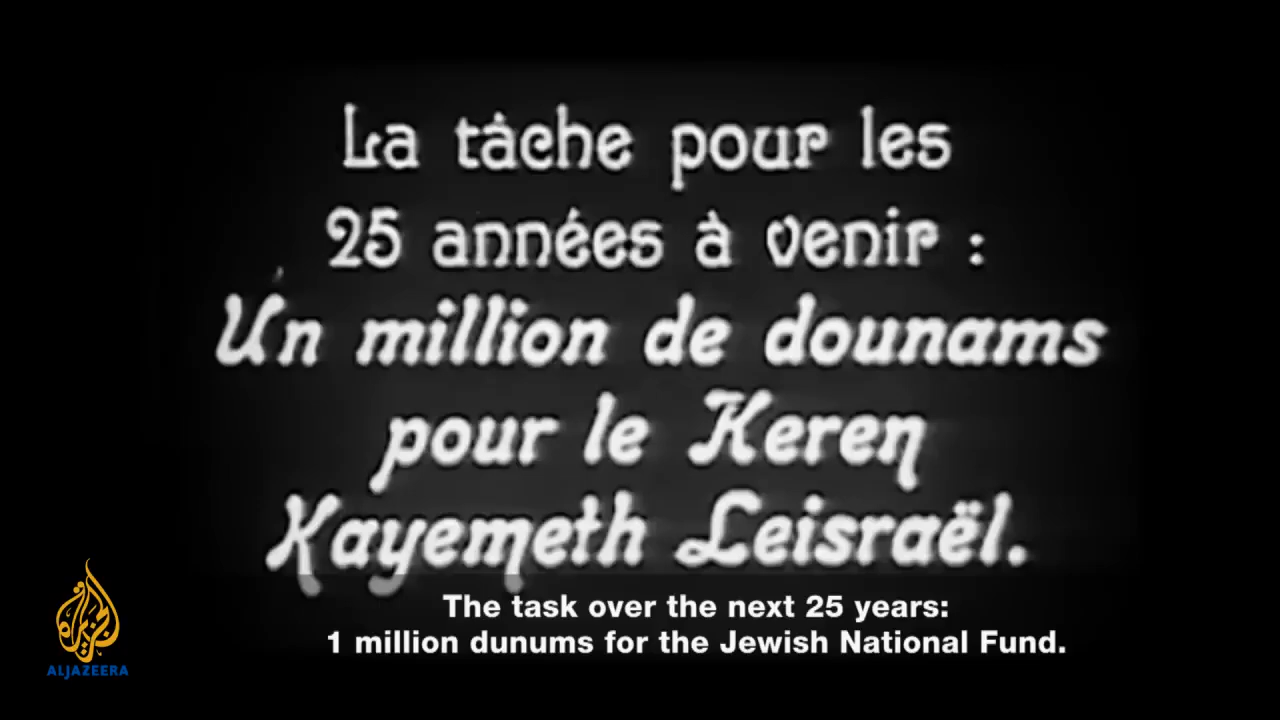 La tâche pour les
25 années à venir :
Un million de dounams
pour le Keren
Kayemeth Leisraël.
The task over the next 25 years:
1 million dunums for the Jewish National Fund.
الجزيرة
ALJAZEERA